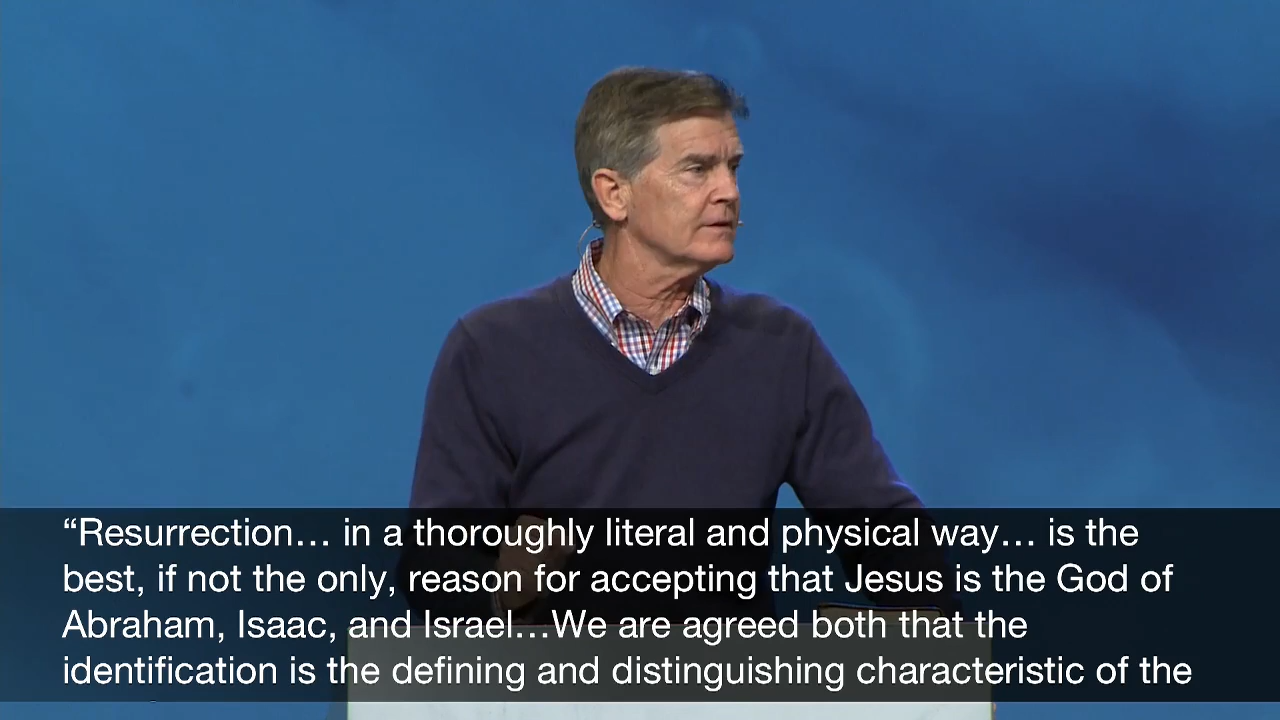 “Resurrection… in a thoroughly literal and physical way… is the
best, if not the only, reason for accepting that Jesus is the God of
Abraham, Isaac, and Israel…We are agreed both that the
identification is the defining and distinguishing characteristic of the